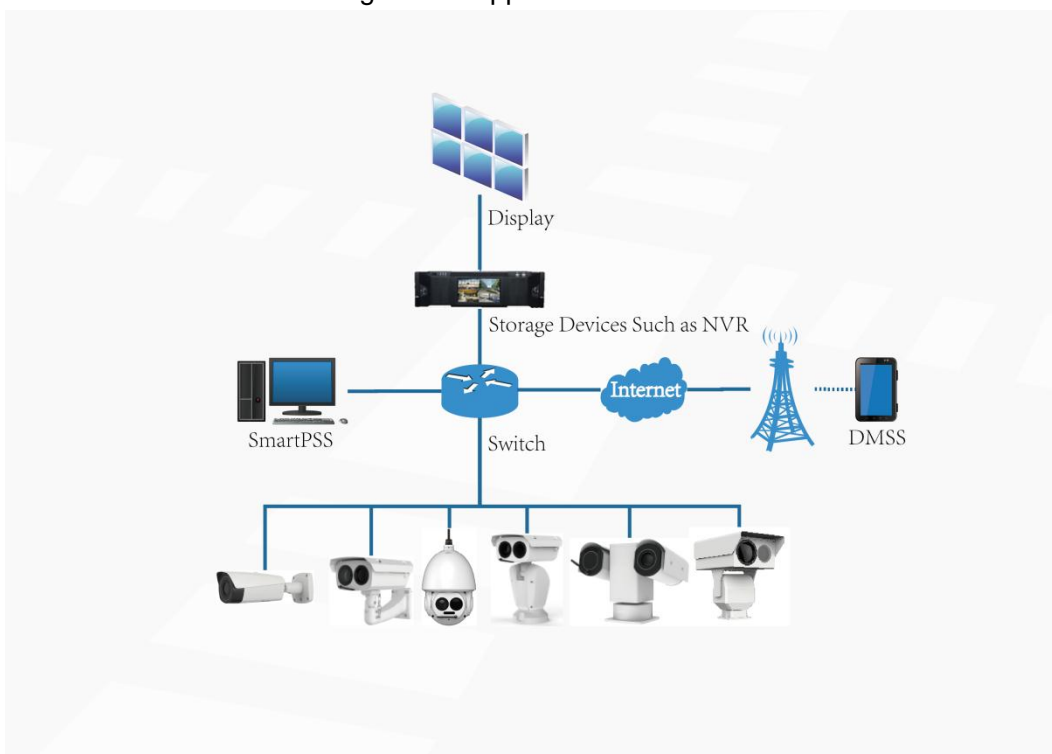 Display
Storage Devices Such as NVR
Internet
SmartPSS
Switch
DMSS